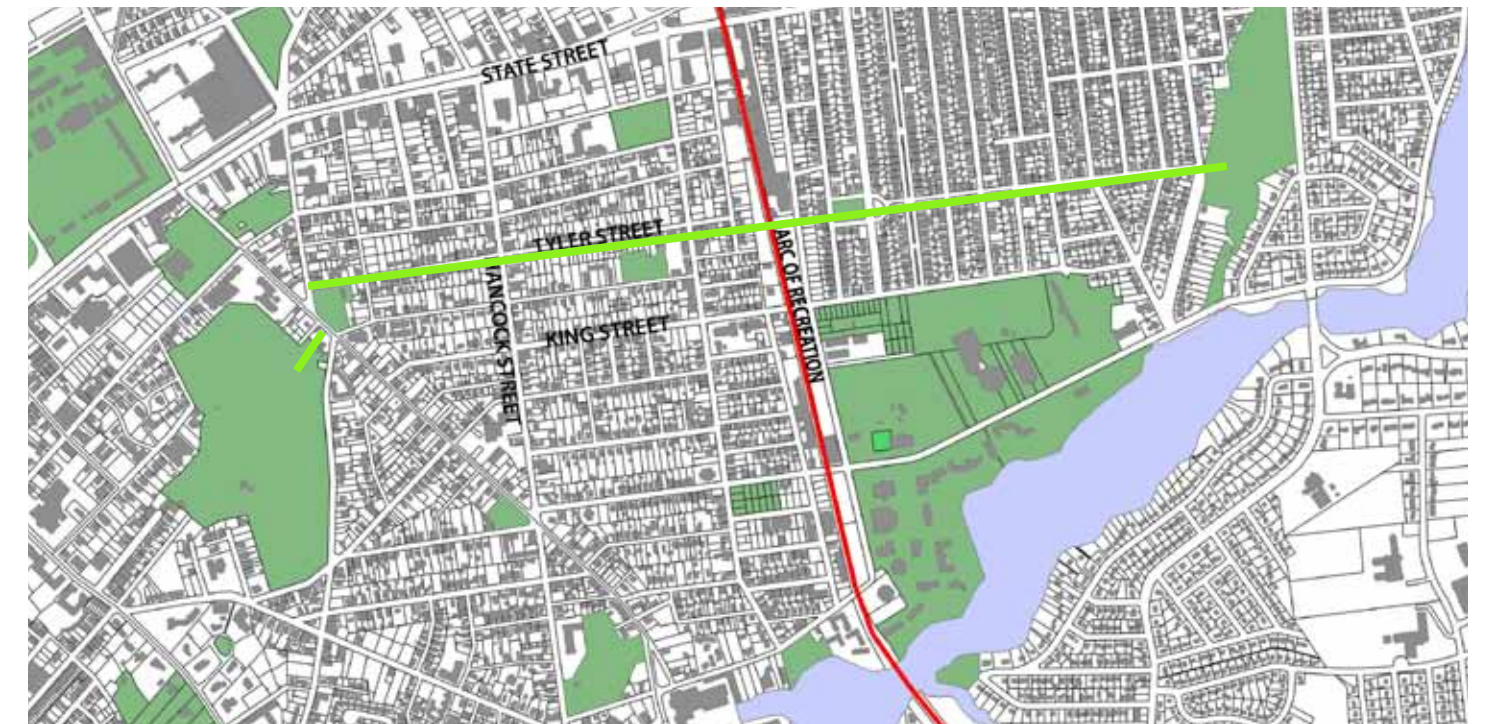 STATE STREET
TYLER STREET
HANCOCK STREET
KING STREET
ARC OF RECREATION